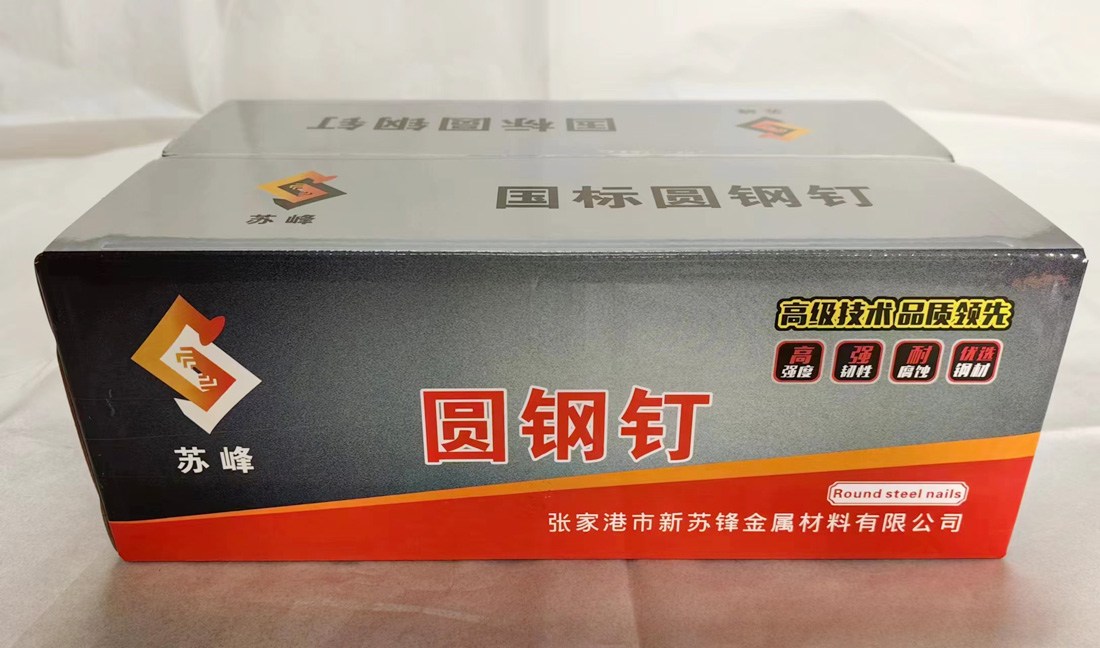 国标圆钢钉
苏峰
苏峰
国标圆钢钉
苏峰
高级技术 品质领先
高强度
强韧性
耐腐蚀
优选钢材
圆钢钉
Round steel nails
张家港市新苏锋金属材料有限公司